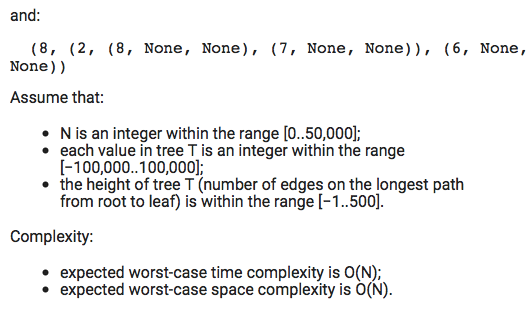 and:
(8, (2, (8, None, None), (7, None, None)), (6, None,
None))
Assume that:
• N is an integer within the range [0..50,000];
• each value in tree T is an integer within the range
[−100,000..100,000];
• the height of tree T (number of edges on the longest path
from root to leaf) is within the range [−1..500].
Complexity:
• expected worst-case time complexity is O(N);
• expected worst-case space complexity is O(N).